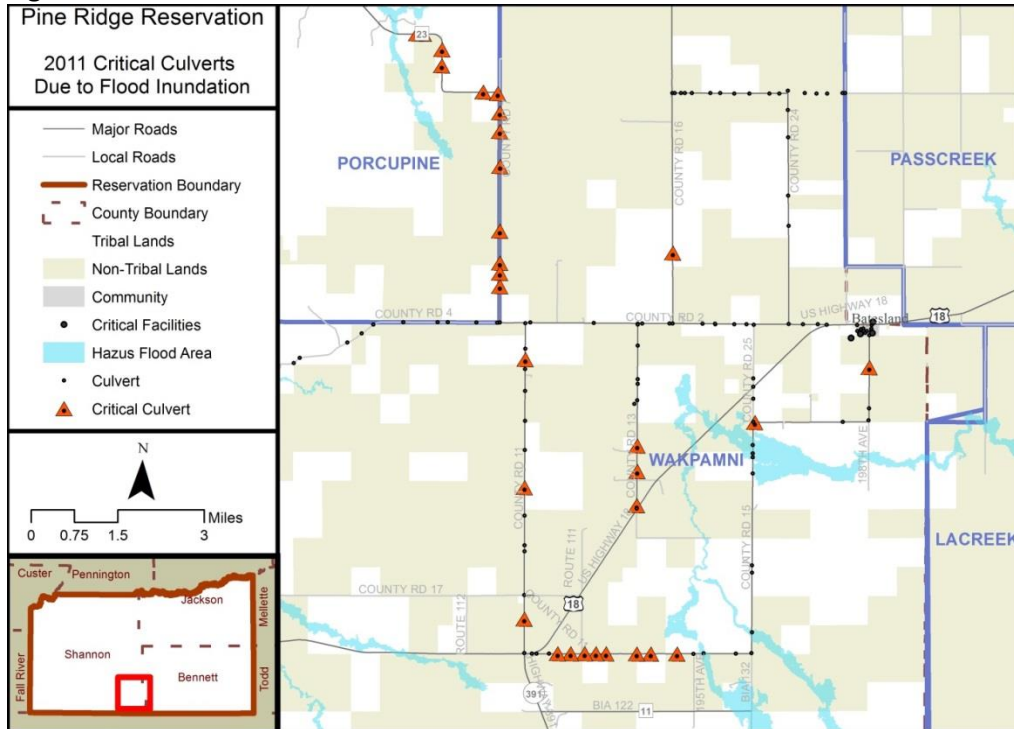 Pine Ridge Reservation
2011 Critical Culverts
Due to Flood Inundation
Major Roads
Local Roads
Reservation Boundary
County Boundary
Tribal Lands
Non-Tribal Lands
Community
Critical Facilities
Hazus Flood Area
Culvert
Critical Culvert
N
Miles
0 0.75 1.5 3
Custer
Pennington
Jackson
Mellette
Shannon
Fall River
Bennett
Todd
23
COUNTY RD 7
PORCUPINE
COUNTY RD 16
COUNTY RD 24
PASSCREEK
COUNTY RD 4
COUNTY RD 2
US HIGHWAY 18
18
Batesland
COUNTY RD 25
COUNTY RD 11
COUNTY RD 13
WAKPAMNI
198TH AVE
ROUTE 111
US HIGHWAY 18
COUNTY RD 15
LACREEK
COUNTY RD 17
ROUTE 112
18
195TH AVE
BIA 132
391
BIA 122
11